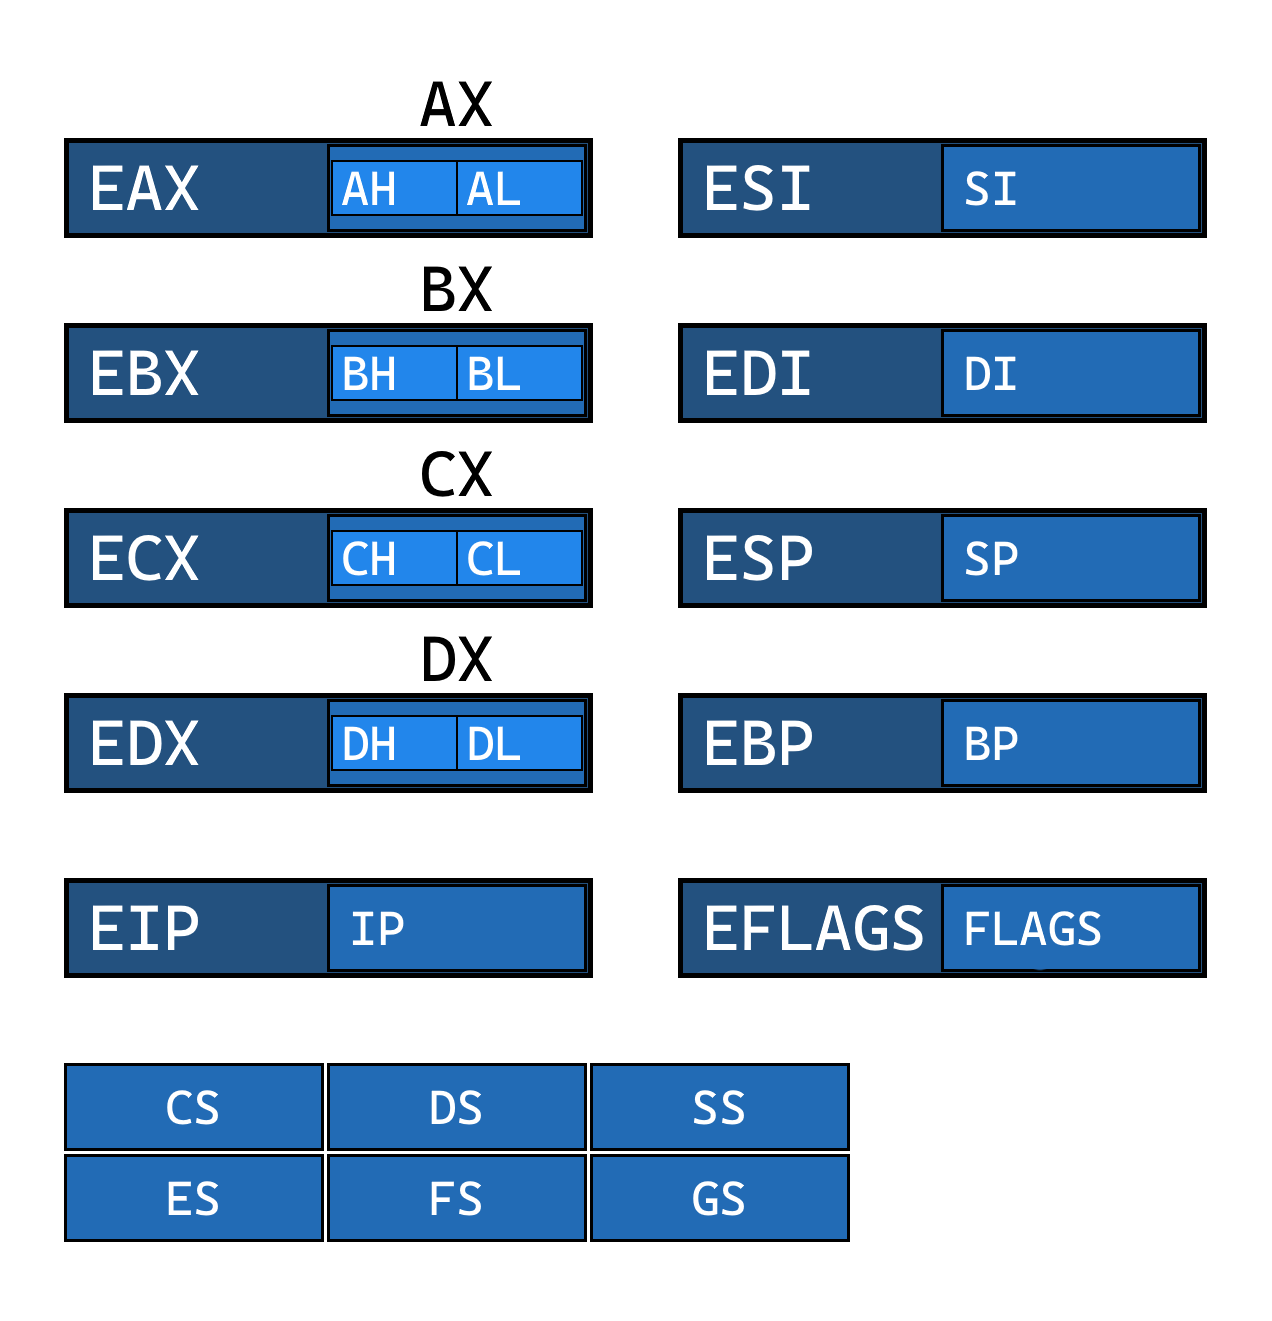 AX
EAX AH AL
ESI SI
BX
EBX BH BL
EDI DI
CX
ECX CH CL
ESP SP
DX
EDX DH DL
EBP BP
EIP IP
EFLAGS FLAGS
CS DS SS
ES FS GS